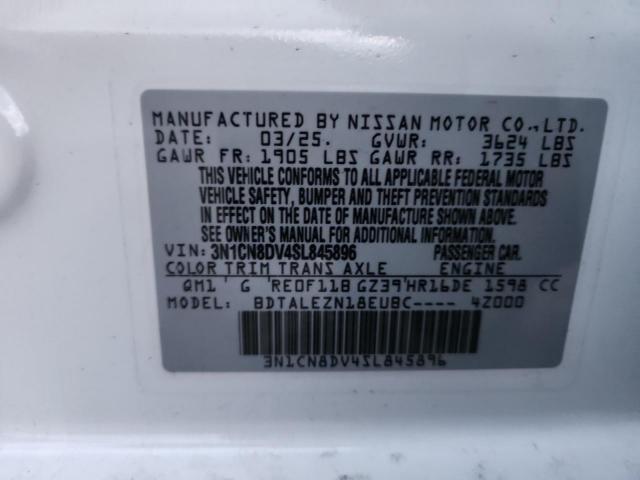 MANUFACTURED BY NISSAN MOTOR CO.,LTD.
DATE: 03/25. GVWR: 3624 LBS
GAWR FR: 1905 LBS GAWR RR: 1735 LBS
THIS VEHICLE CONFORMS TO ALL APPLICABLE FEDERAL MOTOR
VEHICLE SAFETY, BUMPER AND THEFT PREVENTION STANDARDS
IN EFFECT ON THE DATE OF MANUFACTURE SHOWN ABOVE.
SEE OWNER'S MANUAL FOR ADDITIONAL INFORMATION.
VIN: 3N1CN8DV4SL845896 PASSENGER CAR.
COLOR TRIM TRANS AXLE ENGINE
QM1 G RE0F11B GZ39 HR16DE 1598 CC
MODEL: BDTALEZN18EUBC---- 4Z000
3N1CN8DV4SL845896